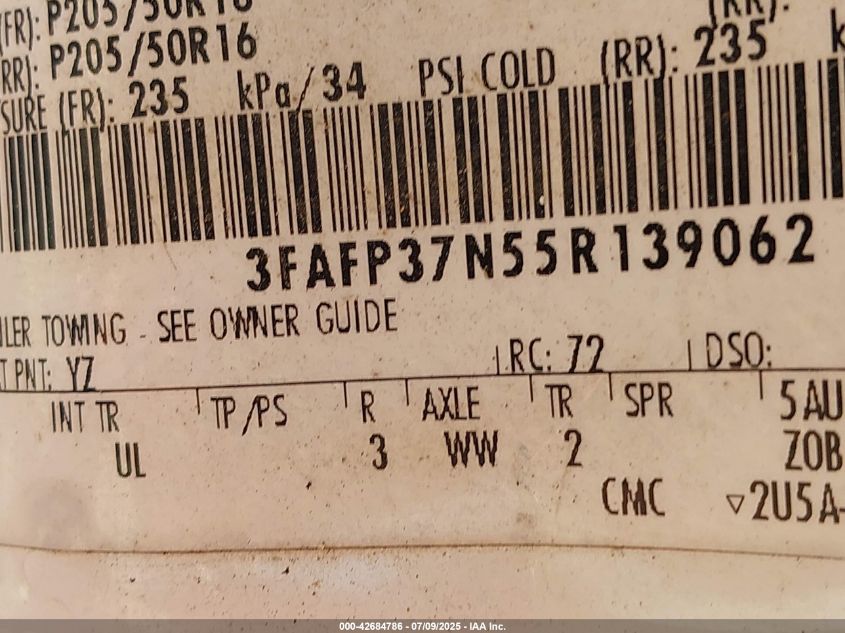 (FR): P205/50R16
(RR): P205/50R16 (RR):
SURE (FR): 235 kPa/34 PSI COLD (RR): 235 k
3FAFP37N55R139062
ILER TOWING - SEE OWNER GUIDE
T PNT: YZ RC: 72 DSO:
INT TR TP/PS R AXLE TR SPR 5AU
UL 3 WW 2 ZOB
CMC ▽2U5A-
000-42684786 - 07/09/2025 - IAA Inc.